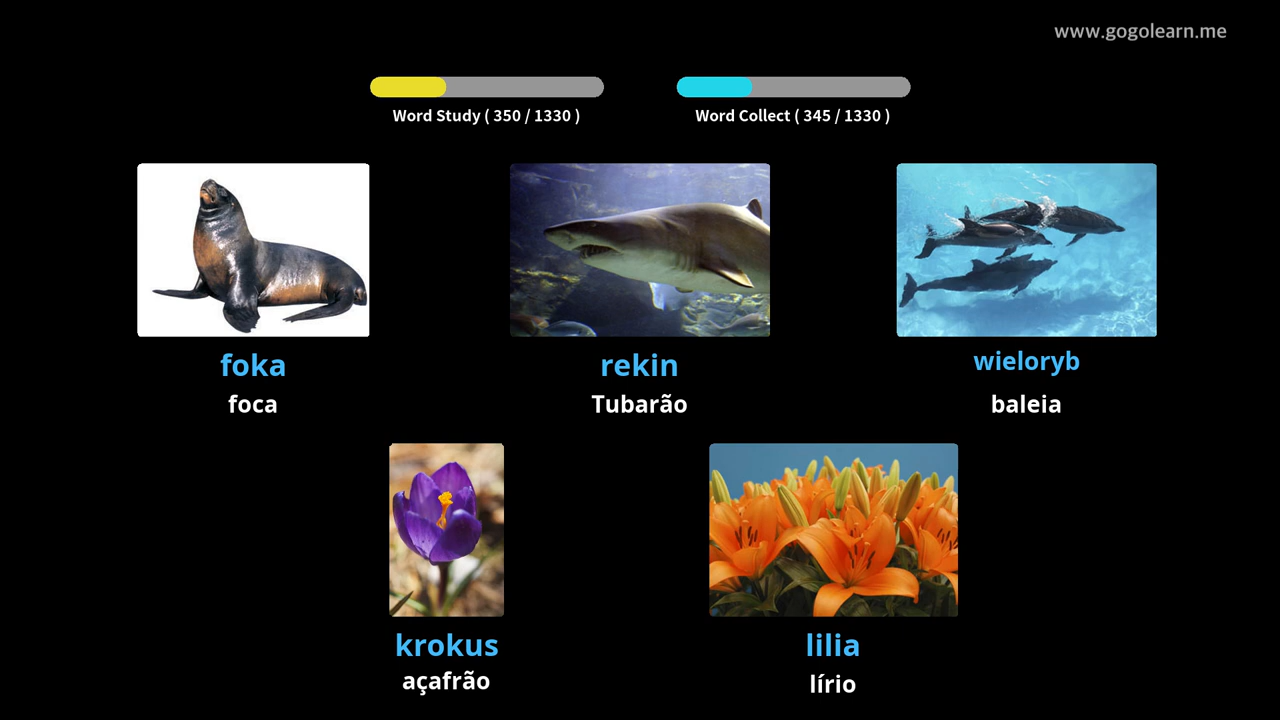 www.gogolearn.me
Word Study ( 350 / 1330 )
Word Collect ( 345 / 1330 )
foka
rekin
wieloryb
foca
Tubarão
baleia
krokus
lilia
açafrão
lírio